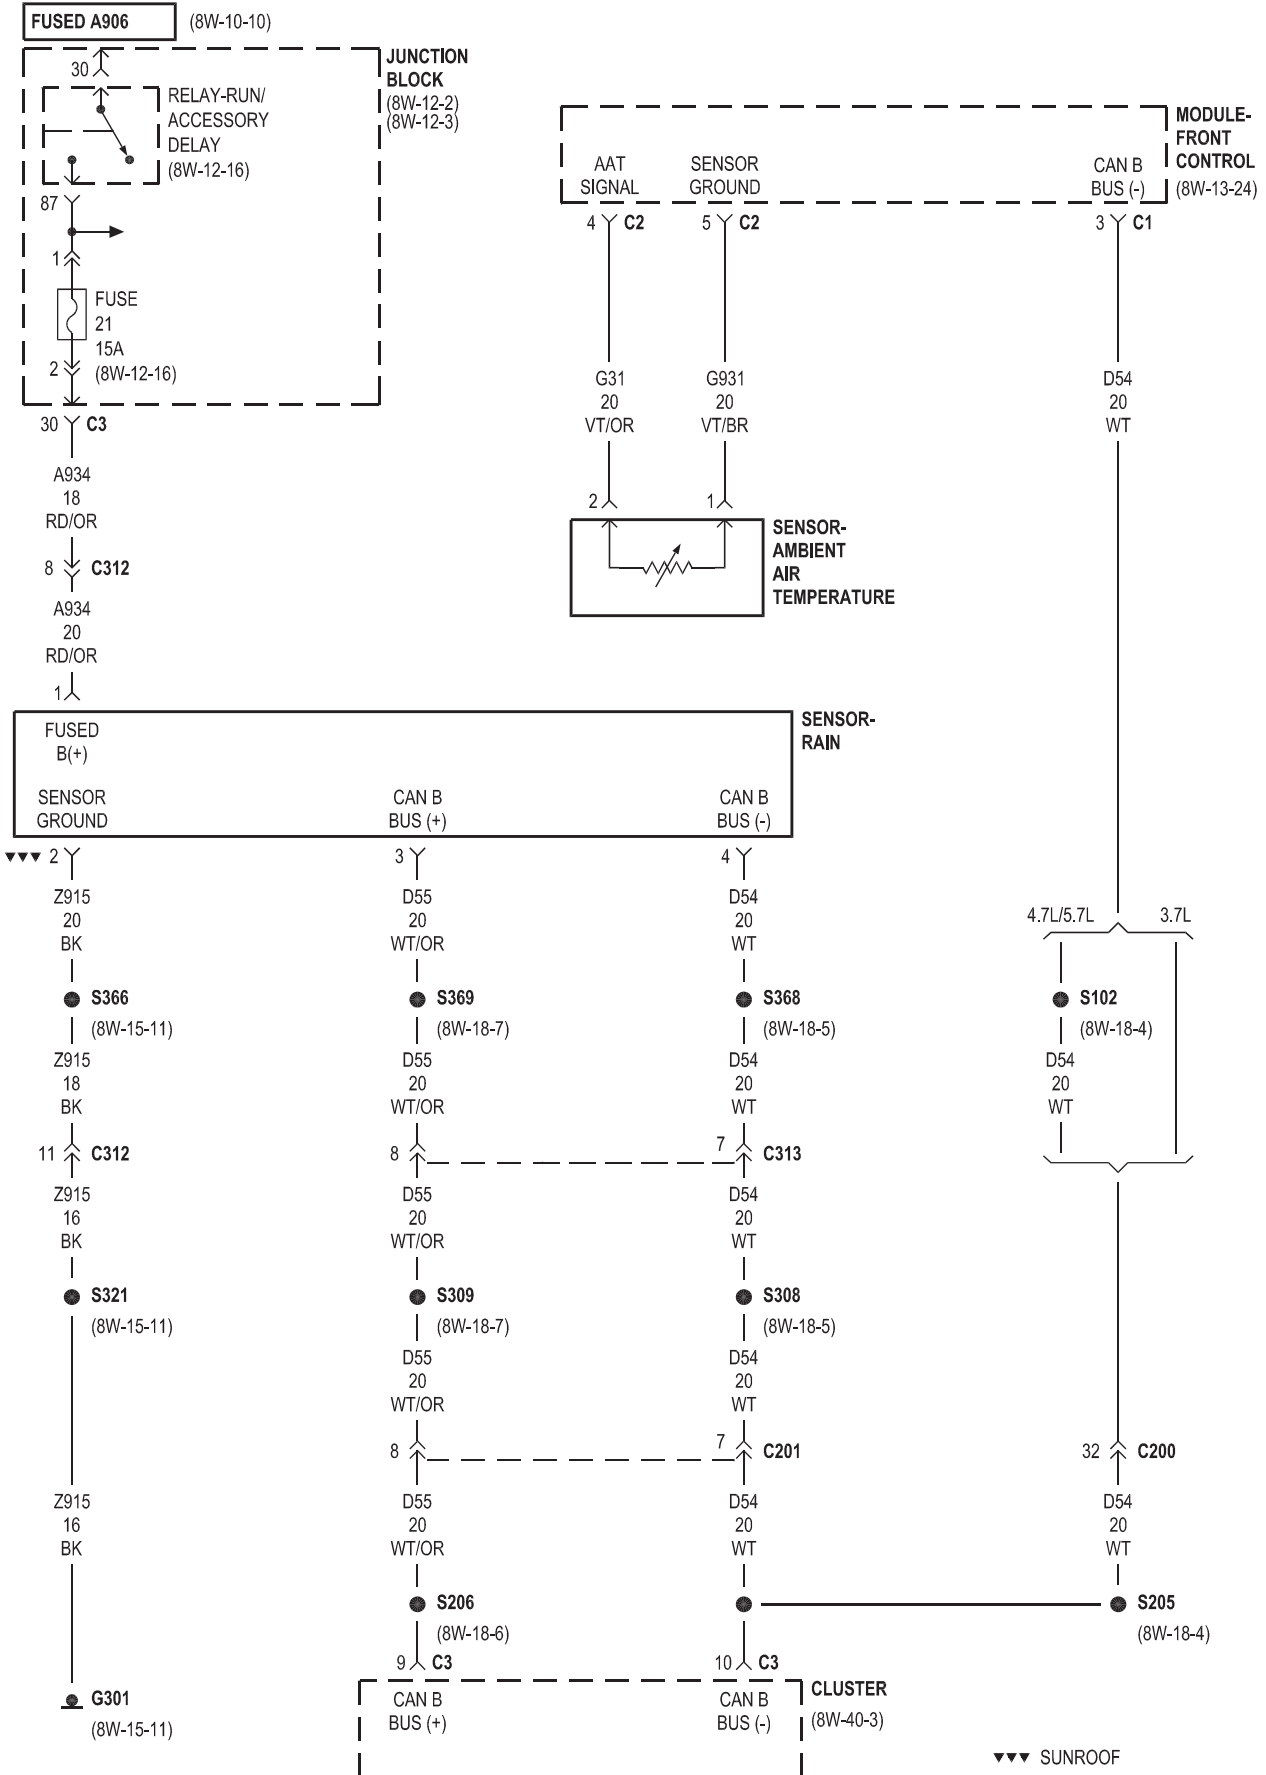 FUSED A906 (8W-10-10)
JUNCTION
BLOCK
(8W-12-2)
(8W-12-3)
30
RELAY-RUN/
ACCESSORY
DELAY
(8W-12-16)
87
1
FUSE
21
15A
(8W-12-16)
2
30 C3
A934
18
RD/OR
8 C312
A934
20
RD/OR
1
MODULE-
FRONT
CONTROL
(8W-13-24)
AAT
SIGNAL
SENSOR
GROUND
CAN B
BUS (-)
4 C2
5 C2
3 C1
G31
20
VT/OR
G931
20
VT/BR
D54
20
WT
2
1
SENSOR-
AMBIENT
AIR
TEMPERATURE
SENSOR-
RAIN
FUSED
B(+)
SENSOR
GROUND
CAN B
BUS (+)
CAN B
BUS (-)
▼▼▼ 2
3
4
Z915
20
BK
D55
20
WT/OR
D54
20
WT
4.7L/5.7L
3.7L
S366
(8W-15-11)
S369
(8W-18-7)
S368
(8W-18-5)
S102
(8W-18-4)
Z915
18
BK
D55
20
WT/OR
D54
20
WT
D54
20
WT
11 C312
8
7 C313
Z915
16
BK
D55
20
WT/OR
D54
20
WT
S321
(8W-15-11)
S309
(8W-18-7)
S308
(8W-18-5)
D55
20
WT/OR
D54
20
WT
8
7 C201
32 C200
Z915
16
BK
D55
20
WT/OR
D54
20
WT
D54
20
WT
S206
(8W-18-6)
S205
(8W-18-4)
9 C3
10 C3
G301
(8W-15-11)
CAN B
BUS (+)
CAN B
BUS (-)
CLUSTER
(8W-40-3)
▼▼▼ SUNROOF